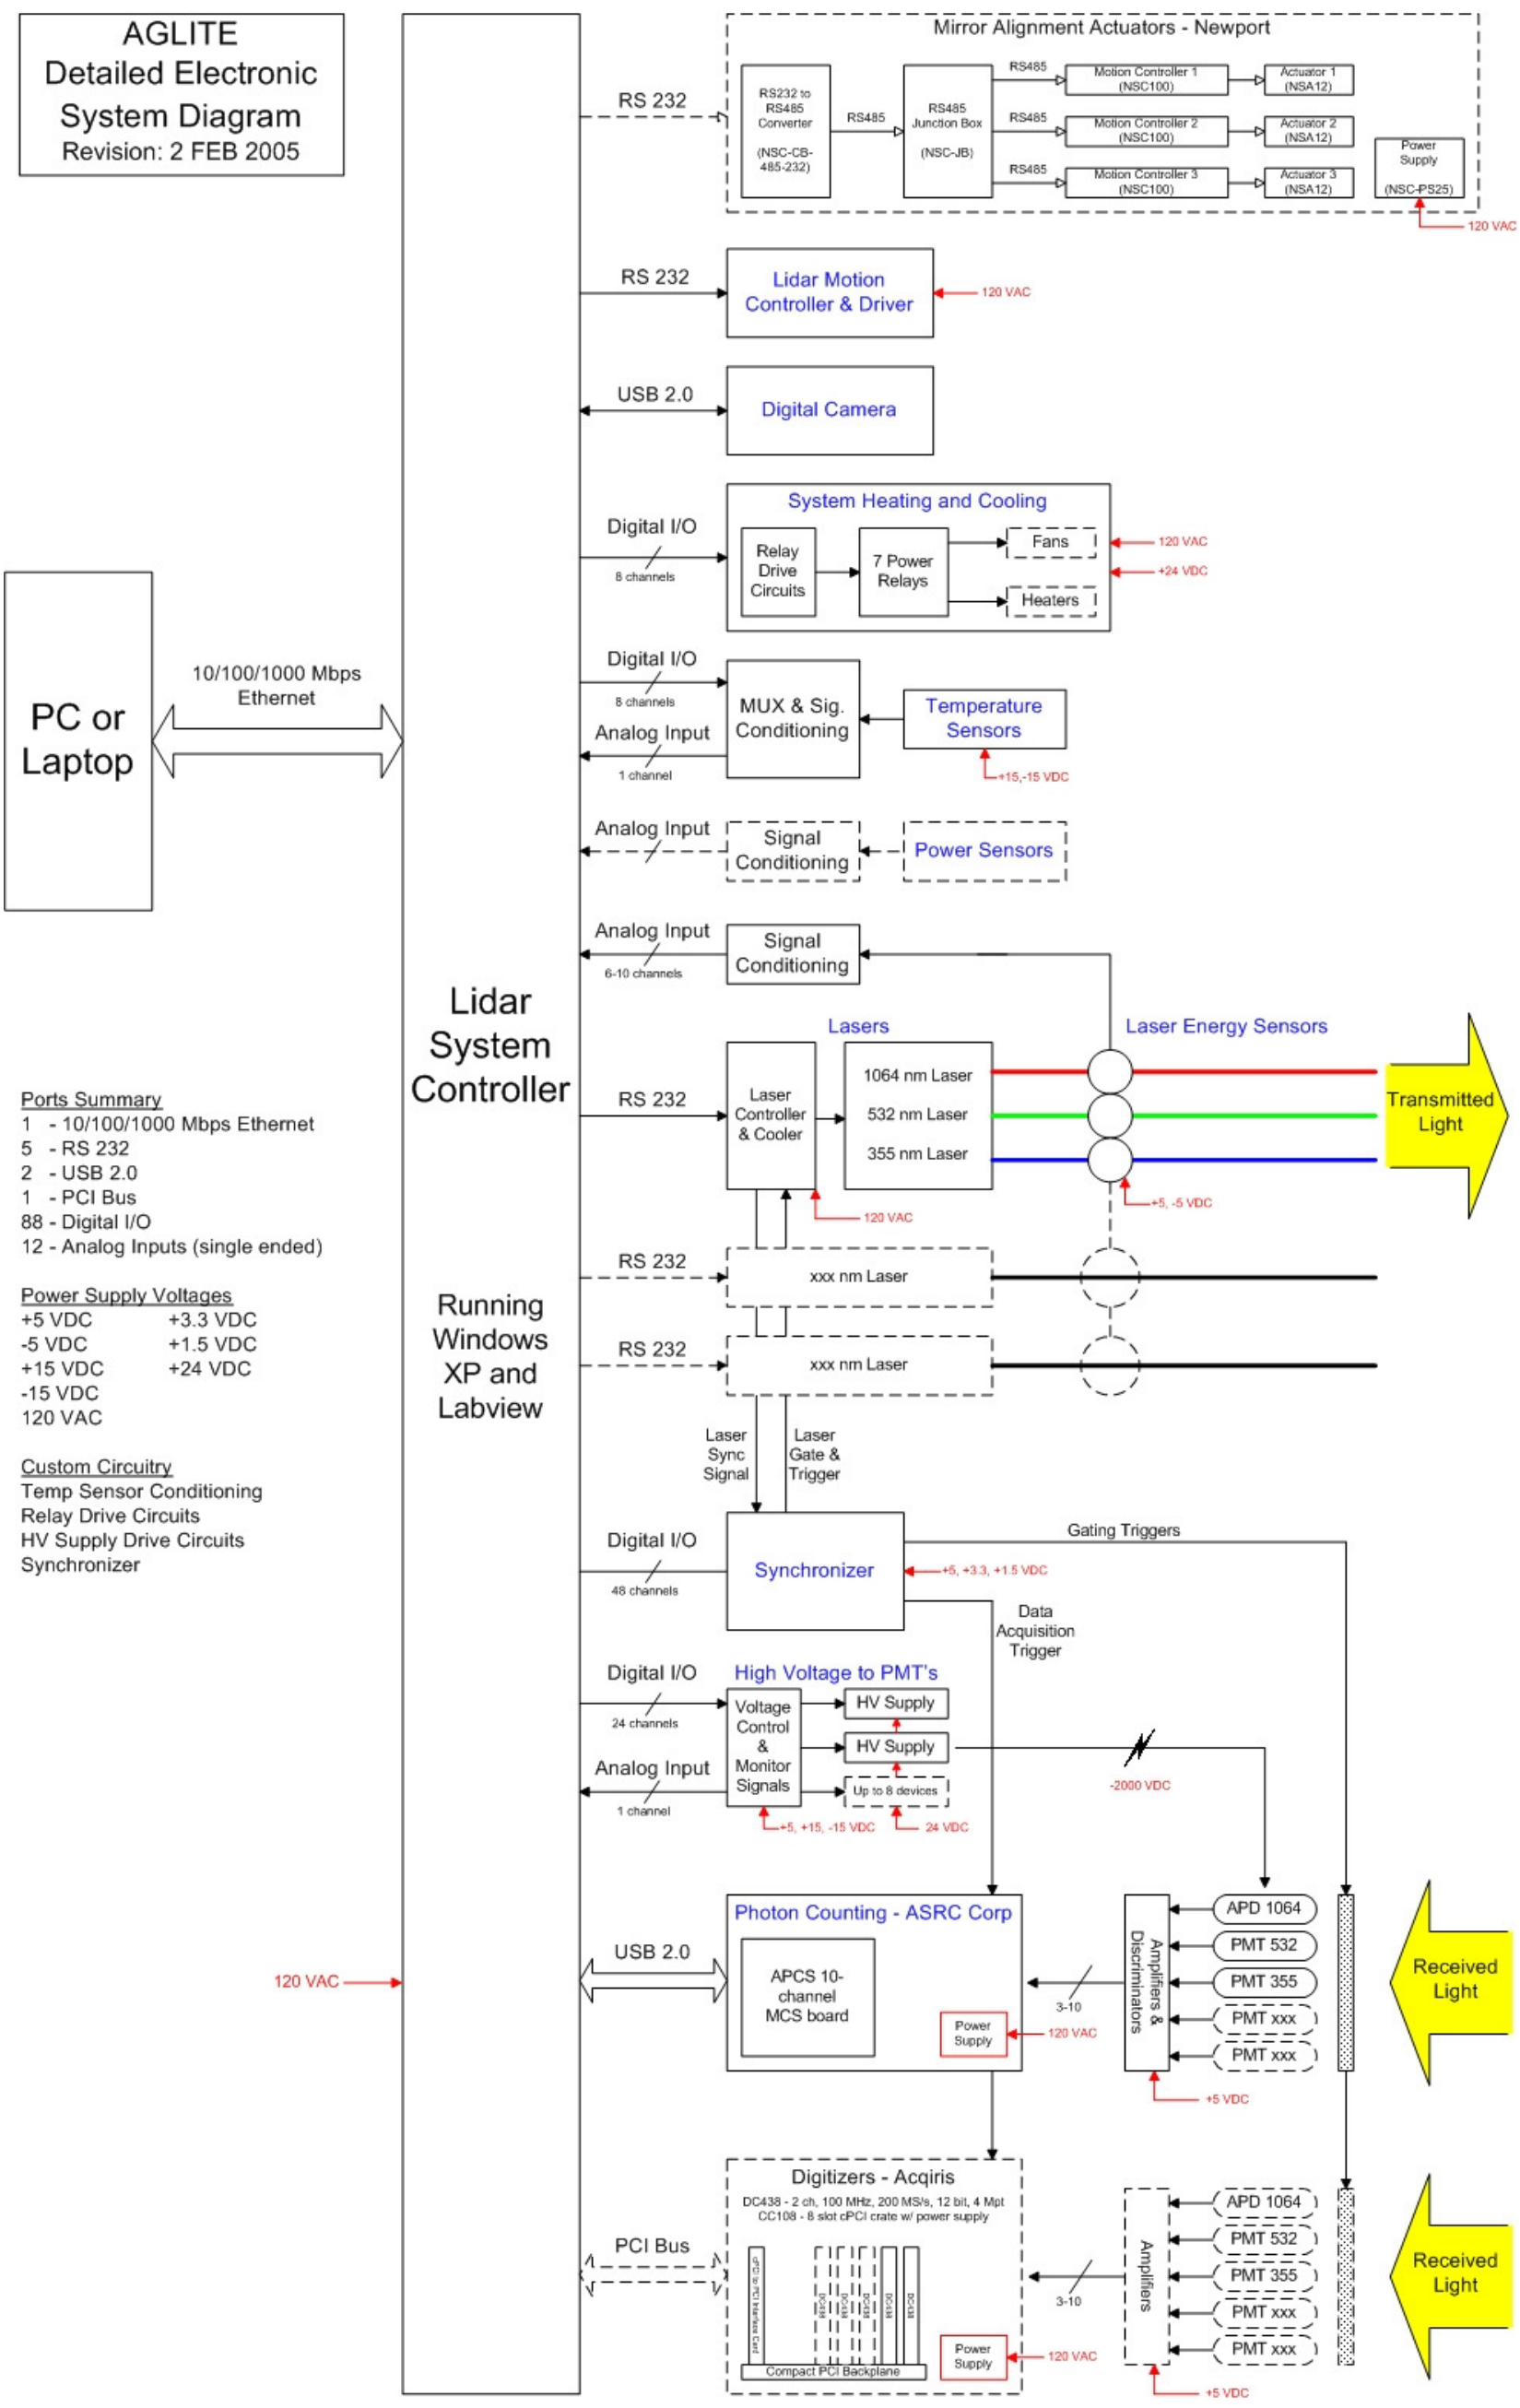 AGLITE
Detailed Electronic
System Diagram
Revision: 2 FEB 2005
Mirror Alignment Actuators - Newport
RS 232
RS232 to
RS485
Converter
(NSC-CB-
485-232)
RS485
RS485
Junction Box
(NSC-JB)
RS485
Motion Controller 1
(NSC100)
Actuator 1
(NSA12)
RS485
Motion Controller 2
(NSC100)
Actuator 2
(NSA12)
RS485
Motion Controller 3
(NSC100)
Actuator 3
(NSA12)
Power
Supply
(NSC-PS25)
120 VAC
RS 232
Lidar Motion
Controller & Driver
120 VAC
USB 2.0
Digital Camera
Digital I/O
8 channels
System Heating and Cooling
Relay
Drive
Circuits
7 Power
Relays
Fans
Heaters
120 VAC
+24 VDC
PC or
Laptop
10/100/1000 Mbps
Ethernet
Digital I/O
8 channels
Analog Input
1 channel
MUX & Sig.
Conditioning
Temperature
Sensors
+15,-15 VDC
Analog Input
Signal
Conditioning
Power Sensors
Analog Input
6-10 channels
Signal
Conditioning
Lidar
System
Controller
Running
Windows
XP and
Labview
Lasers
Laser Energy Sensors
RS 232
Laser
Controller
& Cooler
1064 nm Laser
532 nm Laser
355 nm Laser
Transmitted
Light
120 VAC
+5, -5 VDC
RS 232
xxx nm Laser
RS 232
xxx nm Laser
Ports Summary
1 - 10/100/1000 Mbps Ethernet
5 - RS 232
2 - USB 2.0
1 - PCI Bus
88 - Digital I/O
12 - Analog Inputs (single ended)
Power Supply Voltages
+5 VDC +3.3 VDC
-5 VDC +1.5 VDC
+15 VDC +24 VDC
-15 VDC
120 VAC
Custom Circuitry
Temp Sensor Conditioning
Relay Drive Circuits
HV Supply Drive Circuits
Synchronizer
Laser
Sync
Signal
Laser
Gate &
Trigger
Digital I/O
48 channels
Synchronizer
+5, +3.3, +1.5 VDC
Gating Triggers
Data
Acquisition
Trigger
Digital I/O
24 channels
Analog Input
1 channel
High Voltage to PMT's
Voltage
Control
&
Monitor
Signals
HV Supply
HV Supply
Up to 8 devices
+5, +15, -15 VDC
24 VDC
-2000 VDC
120 VAC
USB 2.0
Photon Counting - ASRC Corp
APCS 10-
channel
MCS board
Power
Supply
120 VAC
3-10
Amplifiers &
Discriminators
APD 1064
PMT 532
PMT 355
PMT xxx
PMT xxx
+5 VDC
Received
Light
PCI Bus
Digitizers - Acqiris
DC438 - 2 ch, 100 MHz, 200 MS/s, 12 bit, 4 Mpt
CC108 - 8 slot cPCI crate w/ power supply
cPCI to PCI Interface Card
DC438
DC438
DC438
DC438
DC438
Compact PCI Backplane
Power
Supply
120 VAC
3-10
Amplifiers
APD 1064
PMT 532
PMT 355
PMT xxx
PMT xxx
+5 VDC
Received
Light